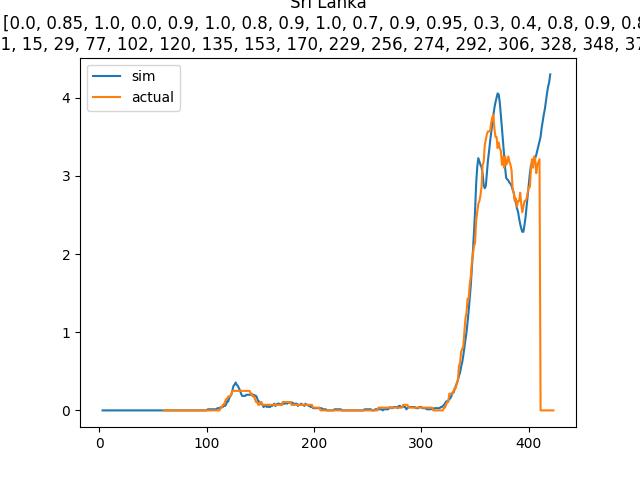 Sri Lanka
[0.0, 0.85, 1.0, 0.0, 0.9, 1.0, 0.8, 0.9, 1.0, 0.7, 0.9, 0.95, 0.3, 0.4, 0.8, 0.9, 0.8
1, 15, 29, 77, 102, 120, 135, 153, 170, 229, 256, 274, 292, 306, 328, 348, 37
sim
actual
4
3
2
1
0
0 100 200 300 400